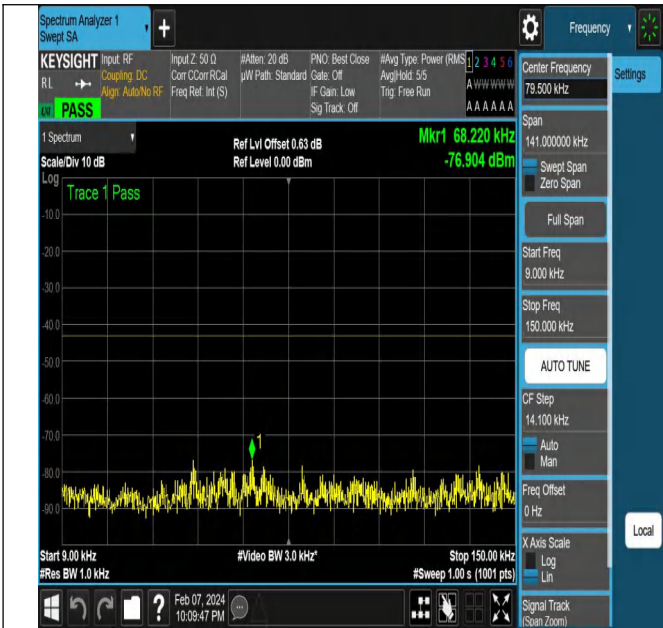 Spectrum Analyzer 1
Swept SA
+
Frequency
KEYSIGHT
RL
PASS
Input: RF
Coupling: DC
Align: Auto/No RF
Input Z: 50 Ω
Corr CCorr RCal
Freq Ref: Int (S)
#Atten: 20 dB
µW Path: Standard
PNO: Best Close
Gate: Off
IF Gain: Low
Sig Track: Off
#Avg Type: Power (RMS
Avg|Hold: 5/5
Trig: Free Run
1 2 3 4 5 6
A W W W W W
A A A A A A
1 Spectrum
Scale/Div 10 dB
Log
Ref Lvl Offset 0.63 dB
Ref Level 0.00 dBm
Mkr1 68.220 kHz
-76.904 dBm
Trace 1 Pass
-10.0
-20.0
-30.0
-40.0
-50.0
-60.0
-70.0
-80.0
-90.0
1
Start 9.00 kHz
#Res BW 1.0 kHz
#Video BW 3.0 kHz*
Stop 150.00 kHz
#Sweep 1.00 s (1001 pts)
?
Feb 07, 2024
10:09:47 PM
Center Frequency
79.500 kHz
Settings
Span
141.000000 kHz
Swept Span
Zero Span
Full Span
Start Freq
9.000 kHz
Stop Freq
150.000 kHz
AUTO TUNE
CF Step
14.100 kHz
Auto
Man
Freq Offset
0 Hz
X Axis Scale
Log
Lin
Local
Signal Track
(Span Zoom)